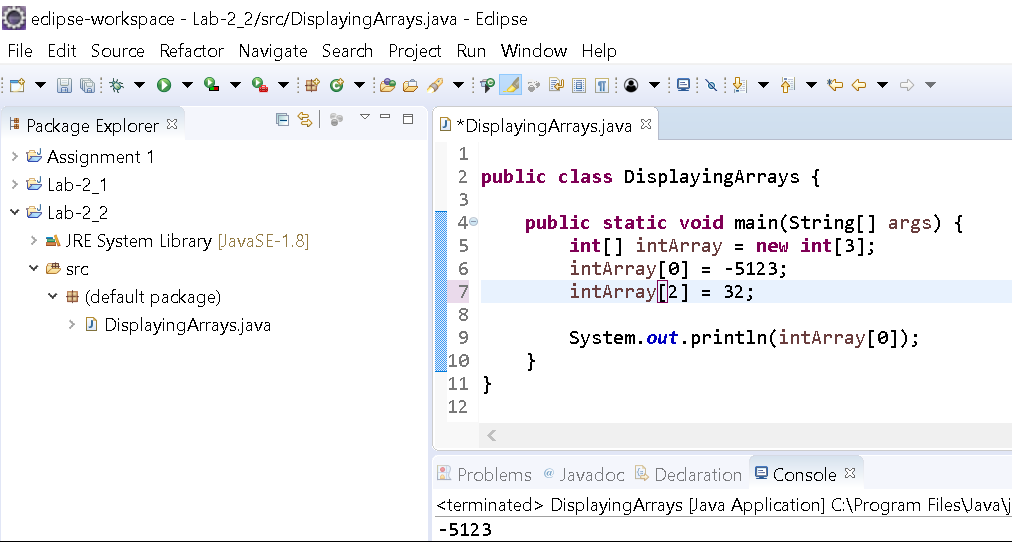 eclipse-workspace - Lab-2_2/src/DisplayingArrays.java - Eclipse
File Edit Source Refactor Navigate Search Project Run Window Help
Package Explorer
Assignment 1
Lab-2_1
Lab-2_2
JRE System Library [JavaSE-1.8]
src
(default package)
DisplayingArrays.java
*DisplayingArrays.java
1
2 public class DisplayingArrays {
3
4 public static void main(String[] args) {
5 int[] intArray = new int[3];
6 intArray[0] = -5123;
7 intArray[2] = 32;
8
9 System.out.println(intArray[0]);
10 }
11 }
12
Problems @ Javadoc Declaration Console
<terminated> DisplayingArrays [Java Application] C:\Program Files\Java\j
-5123